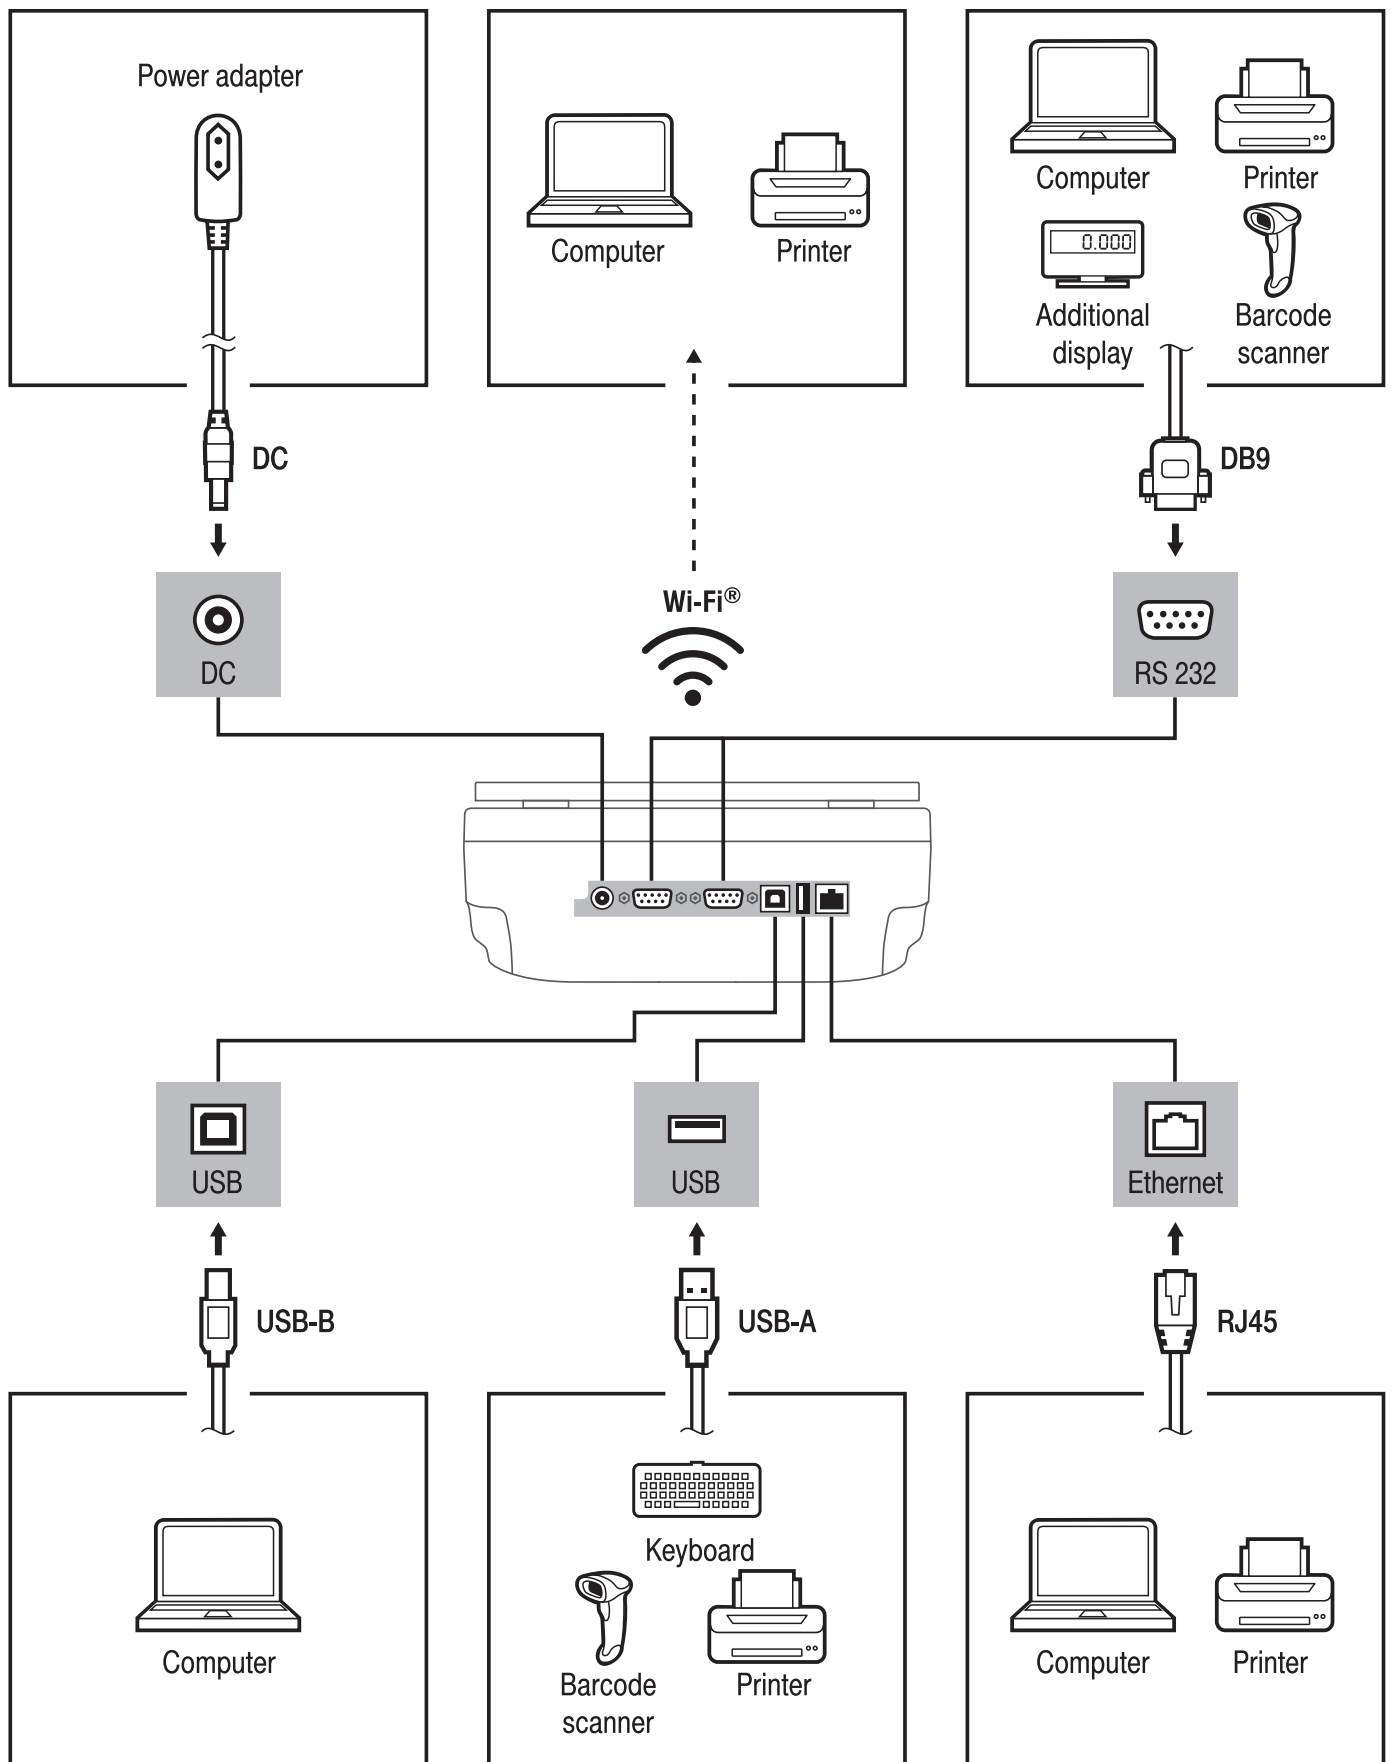 Power adapter
DC
DC
Computer
Printer
Wi-Fi®
Computer
Printer
0.000
Additional
display
Barcode
scanner
DB9
RS 232
USB
USB-B
Computer
USB
USB-A
Keyboard
Barcode
scanner
Printer
Ethernet
RJ45
Computer
Printer